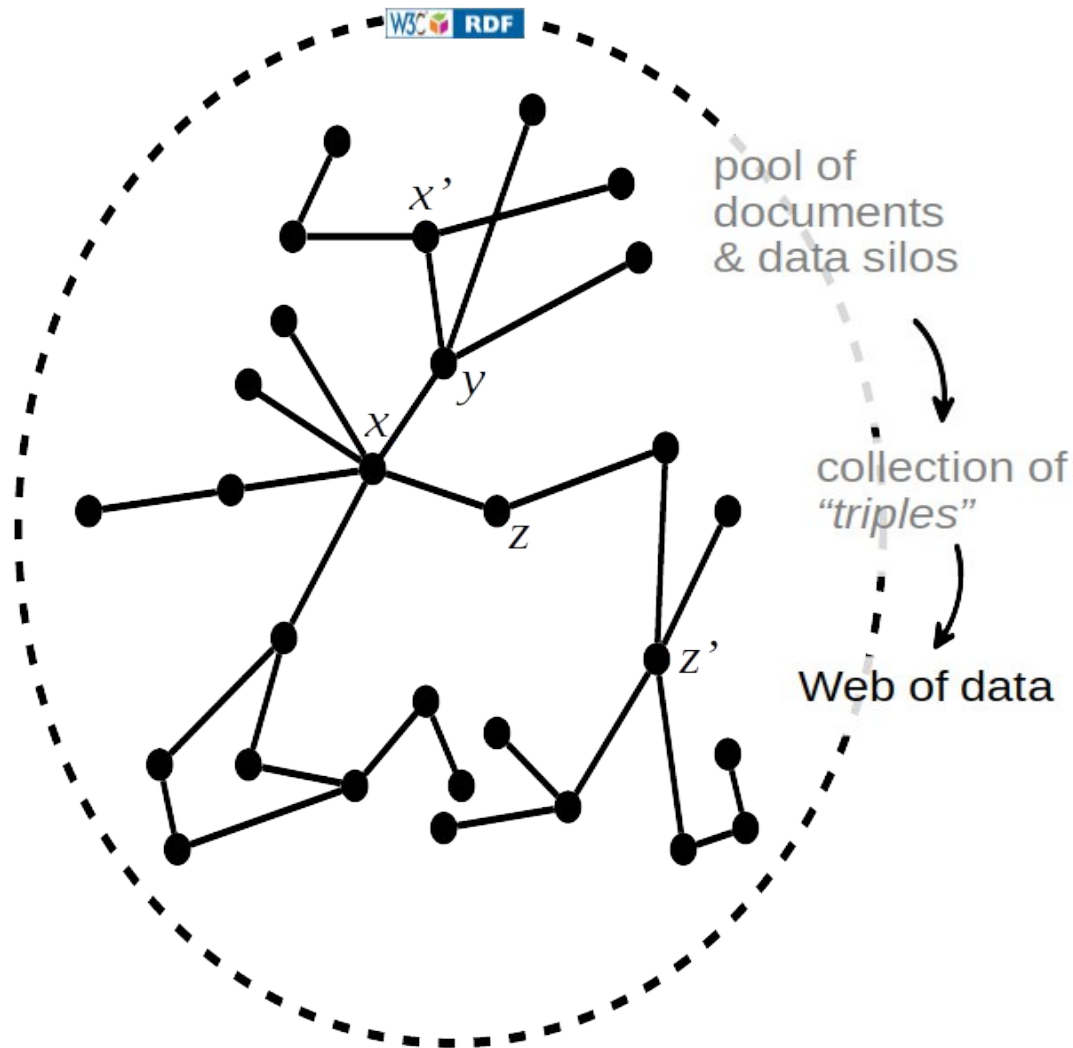 W3C RDF
pool of
documents
& data silos
x’
y
x
collection of
“triples”
z
z’
Web of data